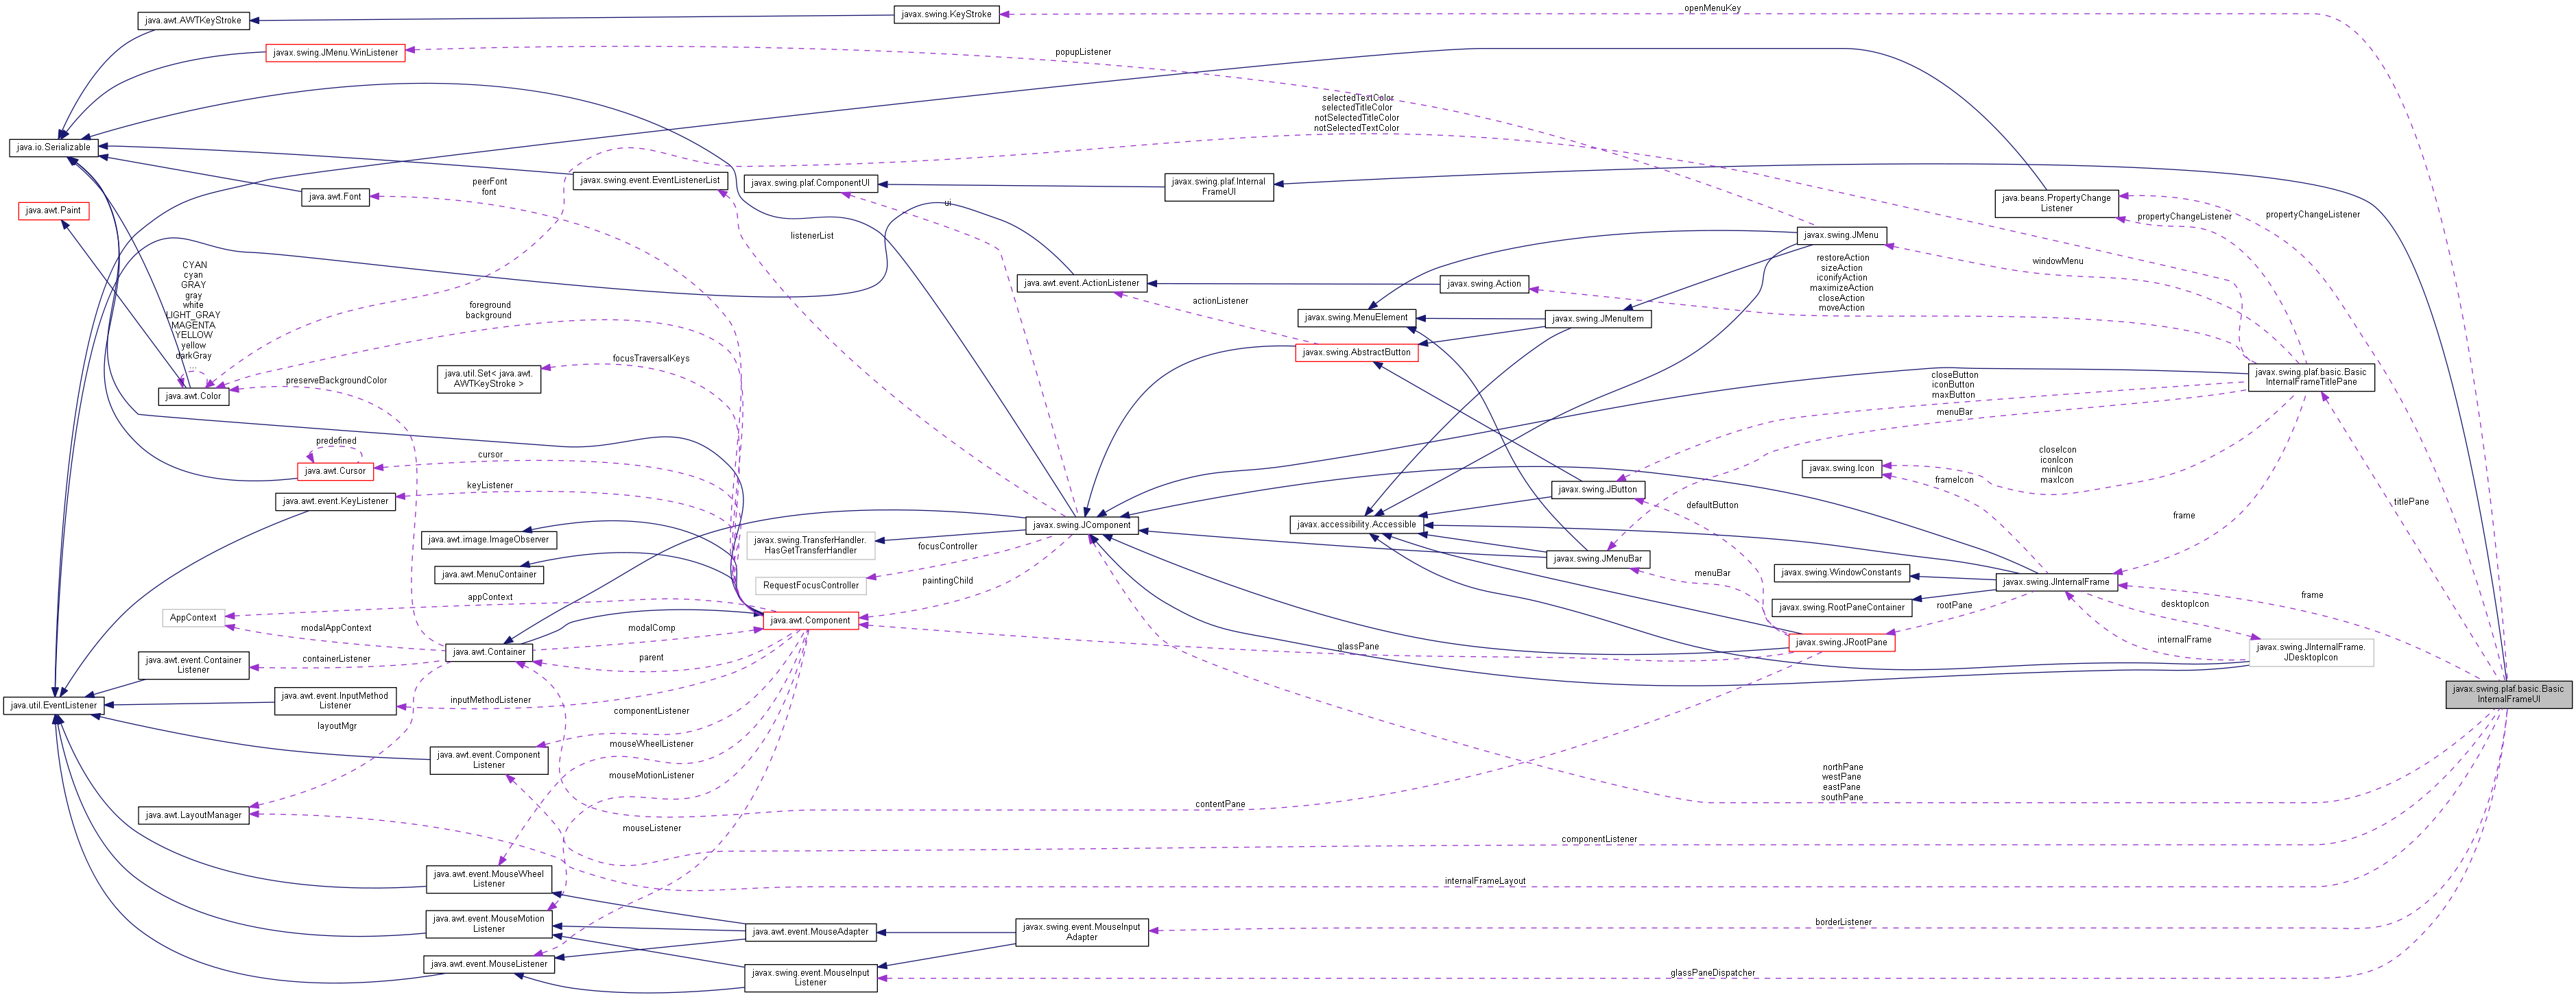 java.awt.AWTKeyStroke
javax.swing.KeyStroke
openMenuKey
javax.swing.JMenu.WinListener
popupListener
selectedTextColor
selectedTitleColor
notSelectedTitleColor
notSelectedTextColor
java.io.Serializable
javax.swing.event.EventListenerList
peerFont
font
java.awt.Font
javax.swing.plaf.ComponentUI
javax.swing.plaf.Internal
FrameUI
java.beans.PropertyChange
Listener
java.awt.Paint
ui
listenerList
propertyChangeListener
propertyChangeListener
javax.swing.JMenu
windowMenu
CYAN
cyan
GRAY
gray
white
LIGHT_GRAY
MAGENTA
YELLOW
yellow
darkGray
...
java.awt.event.ActionListener
javax.swing.Action
restoreAction
sizeAction
iconifyAction
maximizeAction
closeAction
moveAction
foreground
background
actionListener
javax.swing.MenuElement
javax.swing.JMenuItem
javax.swing.AbstractButton
focusTraversalKeys
java.util.Set< java.awt.
AWTKeyStroke >
preserveBackgroundColor
java.awt.Color
closeButton
iconButton
maxButton
menuBar
javax.swing.plaf.basic.Basic
InternalFrameTitlePane
predefined
java.awt.Cursor
cursor
javax.swing.Icon
closeIcon
iconIcon
minIcon
maxIcon
frameIcon
keyListener
java.awt.event.KeyListener
javax.swing.JButton
defaultButton
titlePane
frame
java.awt.image.ImageObserver
javax.swing.JComponent
javax.accessibility.Accessible
javax.swing.TransferHandler.
HasGetTransferHandler
focusController
javax.swing.JMenuBar
java.awt.MenuContainer
RequestFocusController
paintingChild
menuBar
javax.swing.WindowConstants
javax.swing.JInternalFrame
javax.swing.RootPaneContainer
rootPane
desktopIcon
frame
appContext
AppContext
modalAppContext
java.awt.Component
modalComp
java.awt.Container
parent
glassPane
javax.swing.JRootPane
internalFrame
javax.swing.JInternalFrame.
JDesktopIcon
java.awt.event.Container
Listener
containerListener
java.util.EventListener
java.awt.event.InputMethod
Listener
inputMethodListener
javax.swing.plaf.basic.Basic
InternalFrameUI
layoutMgr
componentListener
java.awt.event.Component
Listener
mouseWheelListener
mouseMotionListener
northPane
westPane
eastPane
southPane
contentPane
java.awt.LayoutManager
mouseListener
componentListener
java.awt.event.MouseWheel
Listener
internalFrameLayout
java.awt.event.MouseMotion
Listener
java.awt.event.MouseAdapter
javax.swing.event.MouseInput
Adapter
borderListener
java.awt.event.MouseListener
javax.swing.event.MouseInput
Listener
glassPaneDispatcher